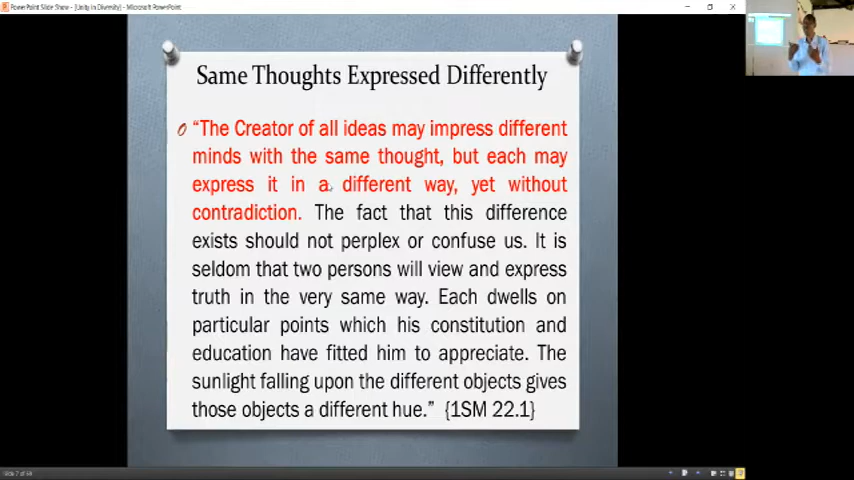 PowerPoint Slide Show - [Unity in Diversity] - Microsoft PowerPoint
Same Thoughts Expressed Differently
“The Creator of all ideas may impress different
minds with the same thought, but each may
express it in a different way, yet without
contradiction. The fact that this difference
exists should not perplex or confuse us. It is
seldom that two persons will view and express
truth in the very same way. Each dwells on
particular points which his constitution and
education have fitted him to appreciate. The
sunlight falling upon the different objects gives
those objects a different hue.” {1SM 22.1}